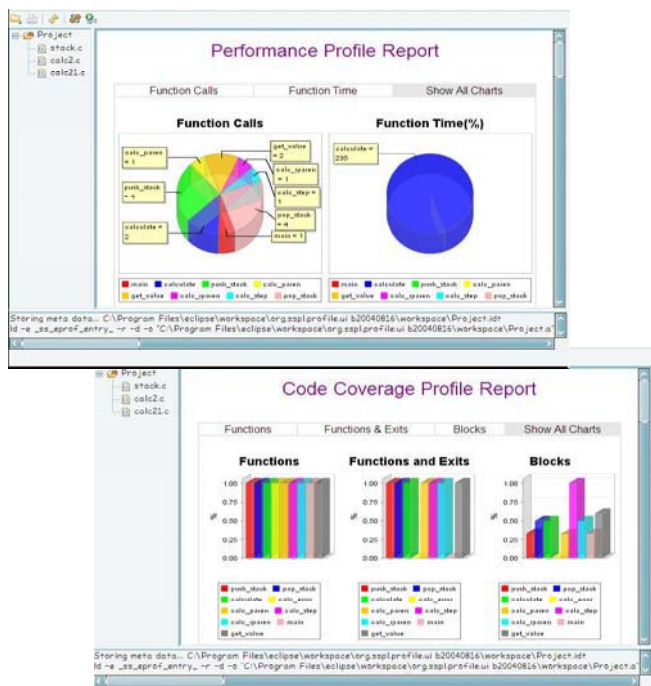 Project
stack.c
calc2.c
calc21.c
Performance Profile Report
Function Calls Function Time Show All Charts
Function Calls
calc_paren = 1
get_value = 2
calc_rparen = 1
push_stack = 4
calc_step = 1
pop_stack = 4
calculate = 2
main = 1
main calculate push_stack calc_paren
get_value calc_rparen calc_step pop_stack
Function Time(%)
calculate =
main calculate push_stack calc_paren
get_value calc_rparen calc_step pop_stack
Storing meta data... C:\Program Files\eclipse\workspace\org.sspl.profile.ui b20040816\workspace\Project.idt
ld -e _ss_eprof_entry_ -r -d -o "C:\Program Files\eclipse\workspace\org.sspl.profile.ui b20040816\workspace\Project.a"
Project
stack.c
calc2.c
calc21.c
Code Coverage Profile Report
Functions Functions & Exits Blocks Show All Charts
Functions
%
1.00
0.75
0.50
0.25
0.00
push_stack pop_stack
calculate calc_error
calc_paren calc_step
calc_rparen main
get_value
Functions and Exits
%
1.00
0.75
0.50
0.25
0.00
push_stack pop_stack
calculate calc_error
calc_paren calc_step
calc_rparen main
get_value
Blocks
%
1.00
0.75
0.50
0.25
0.00
push_stack pop_stack
calculate calc_error
calc_paren calc_step
calc_rparen main
get_value
Storing meta data... C:\Program Files\eclipse\workspace\org.sspl.profile.ui b20040816\workspace\Project.idt
ld -e _ss_eprof_entry_ -r -d -o "C:\Program Files\eclipse\workspace\org.sspl.profile.ui b20040816\workspace\Project.a"